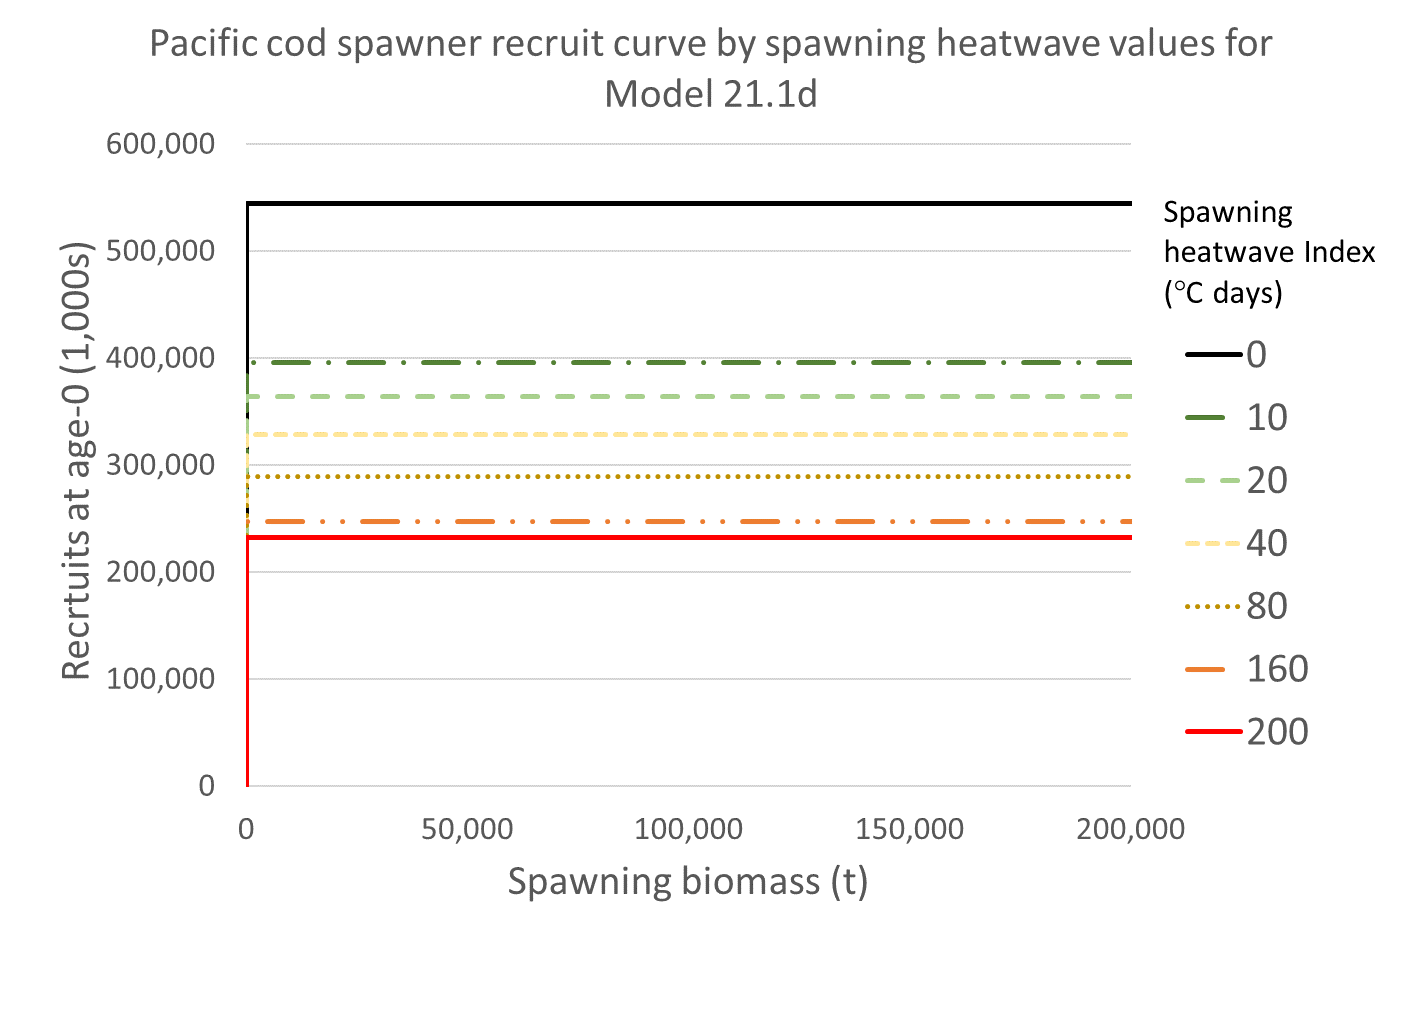 Pacific cod spawner recruit curve by spawning heatwave values for
Model 21.1d
600,000
500,000
400,000
300,000
200,000
100,000
0
Recrtuits at age-0 (1,000s)
0
50,000
100,000
150,000
200,000
Spawning biomass (t)
Spawning
heatwave Index
(°C days)
0
10
20
40
80
160
200